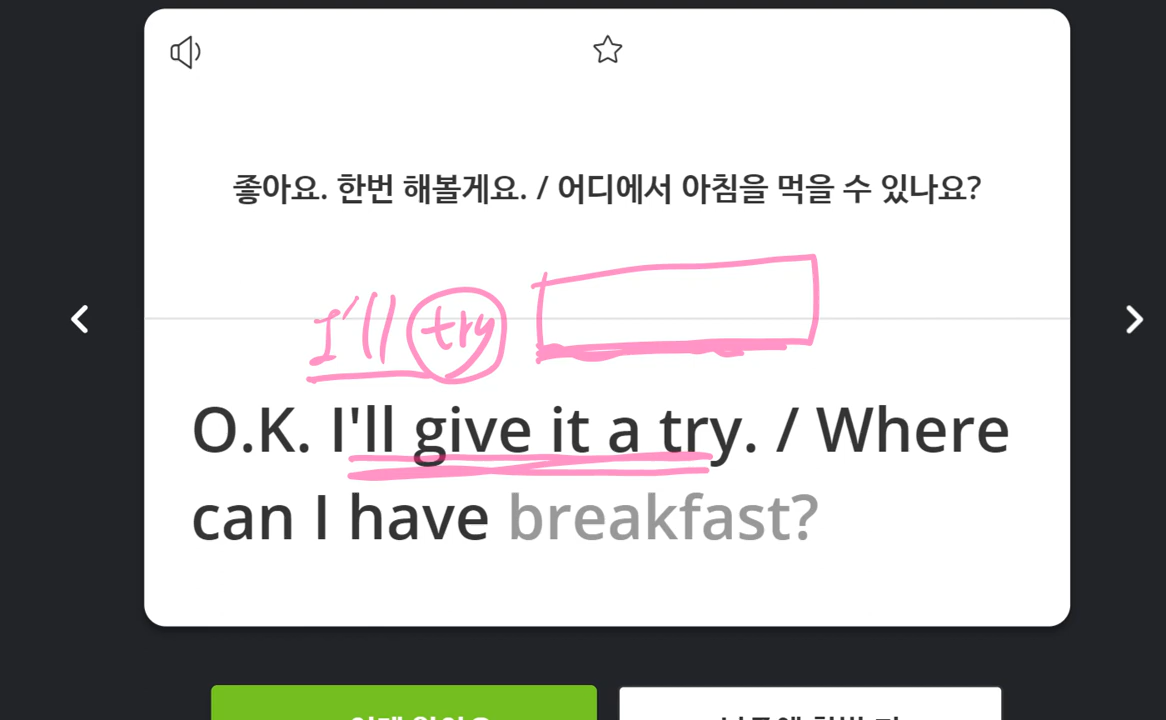 좋아요. 한번 해볼게요. / 어디에서 아침을 먹을 수 있나요?
I'll try
O.K. I'll give it a try. / Where
can I have breakfast?